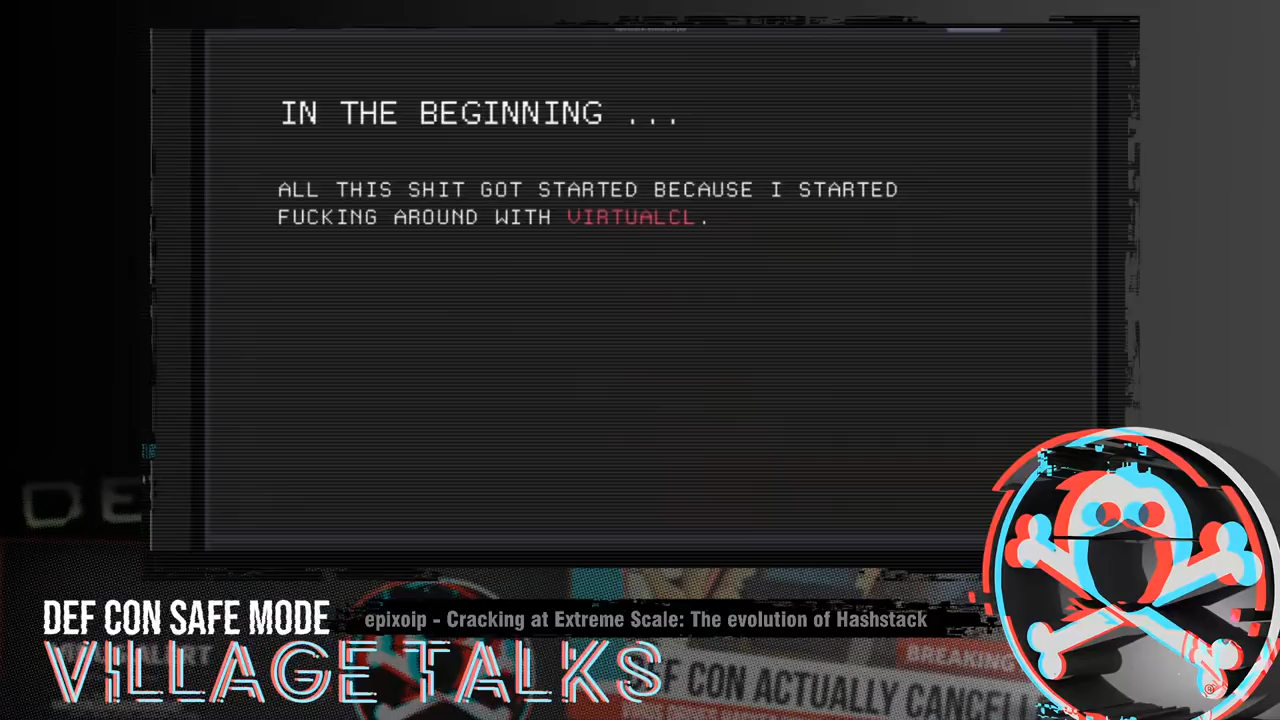 IN THE BEGINNING ...
ALL THIS SHIT GOT STARTED BECAUSE I STARTED
FUCKING AROUND WITH VIRTUALCL.
DE
DEF CON SAFE MODE
epixoip - Cracking at Extreme Scale: The evolution of Hashstack
VILLAGE TALKS
BREAKING
CON ACTUALLY CANCEL